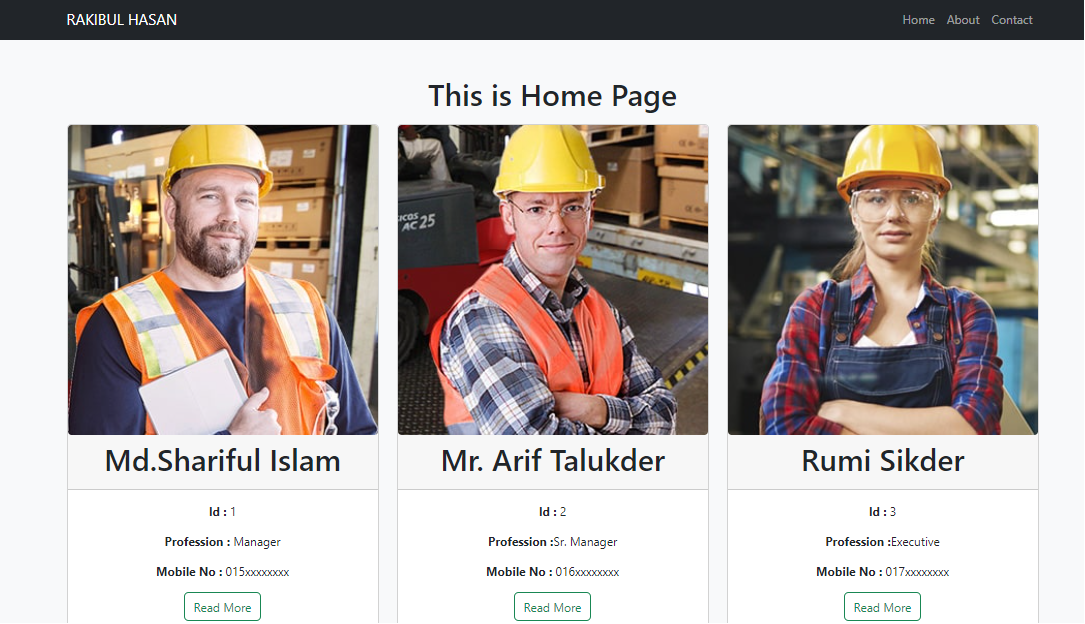 RAKIBUL HASAN
Home About Contact
This is Home Page
AC 25
Md.Shariful Islam
Id : 1
Profession : Manager
Mobile No : 015xxxxxxxx
Read More
Mr. Arif Talukder
Id : 2
Profession :Sr. Manager
Mobile No : 016xxxxxxxx
Read More
Rumi Sikder
Id : 3
Profession :Executive
Mobile No : 017xxxxxxxx
Read More